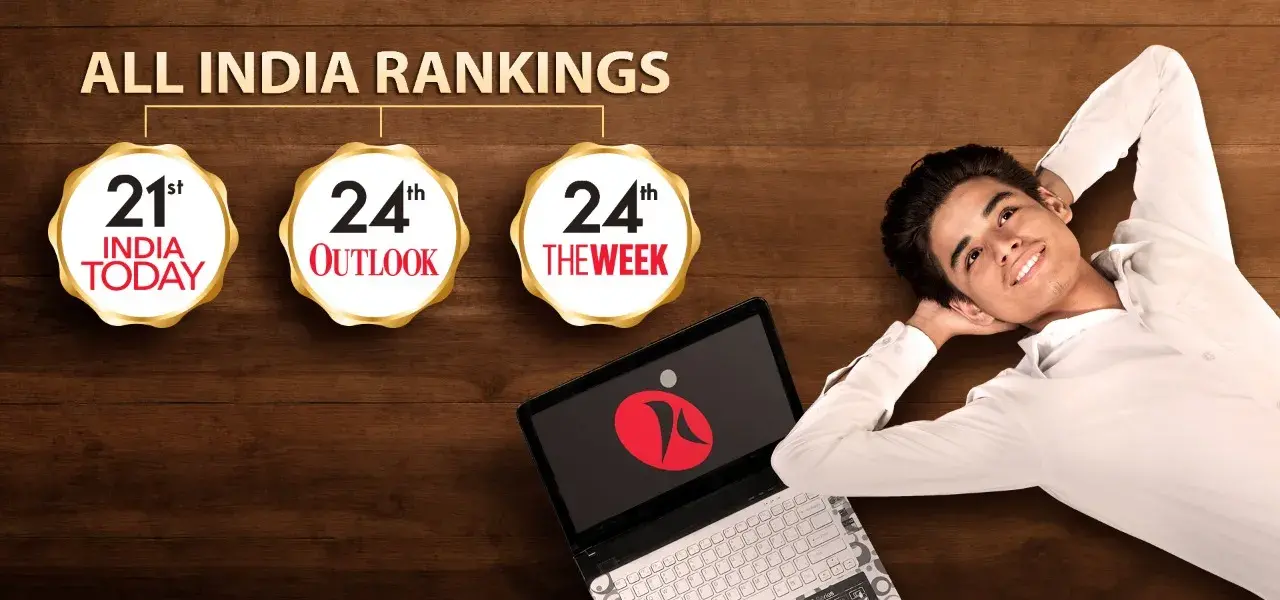 ALL INDIA RANKINGS
21st
INDIA
TODAY
24th
OUTLOOK
24th
THEWEEK